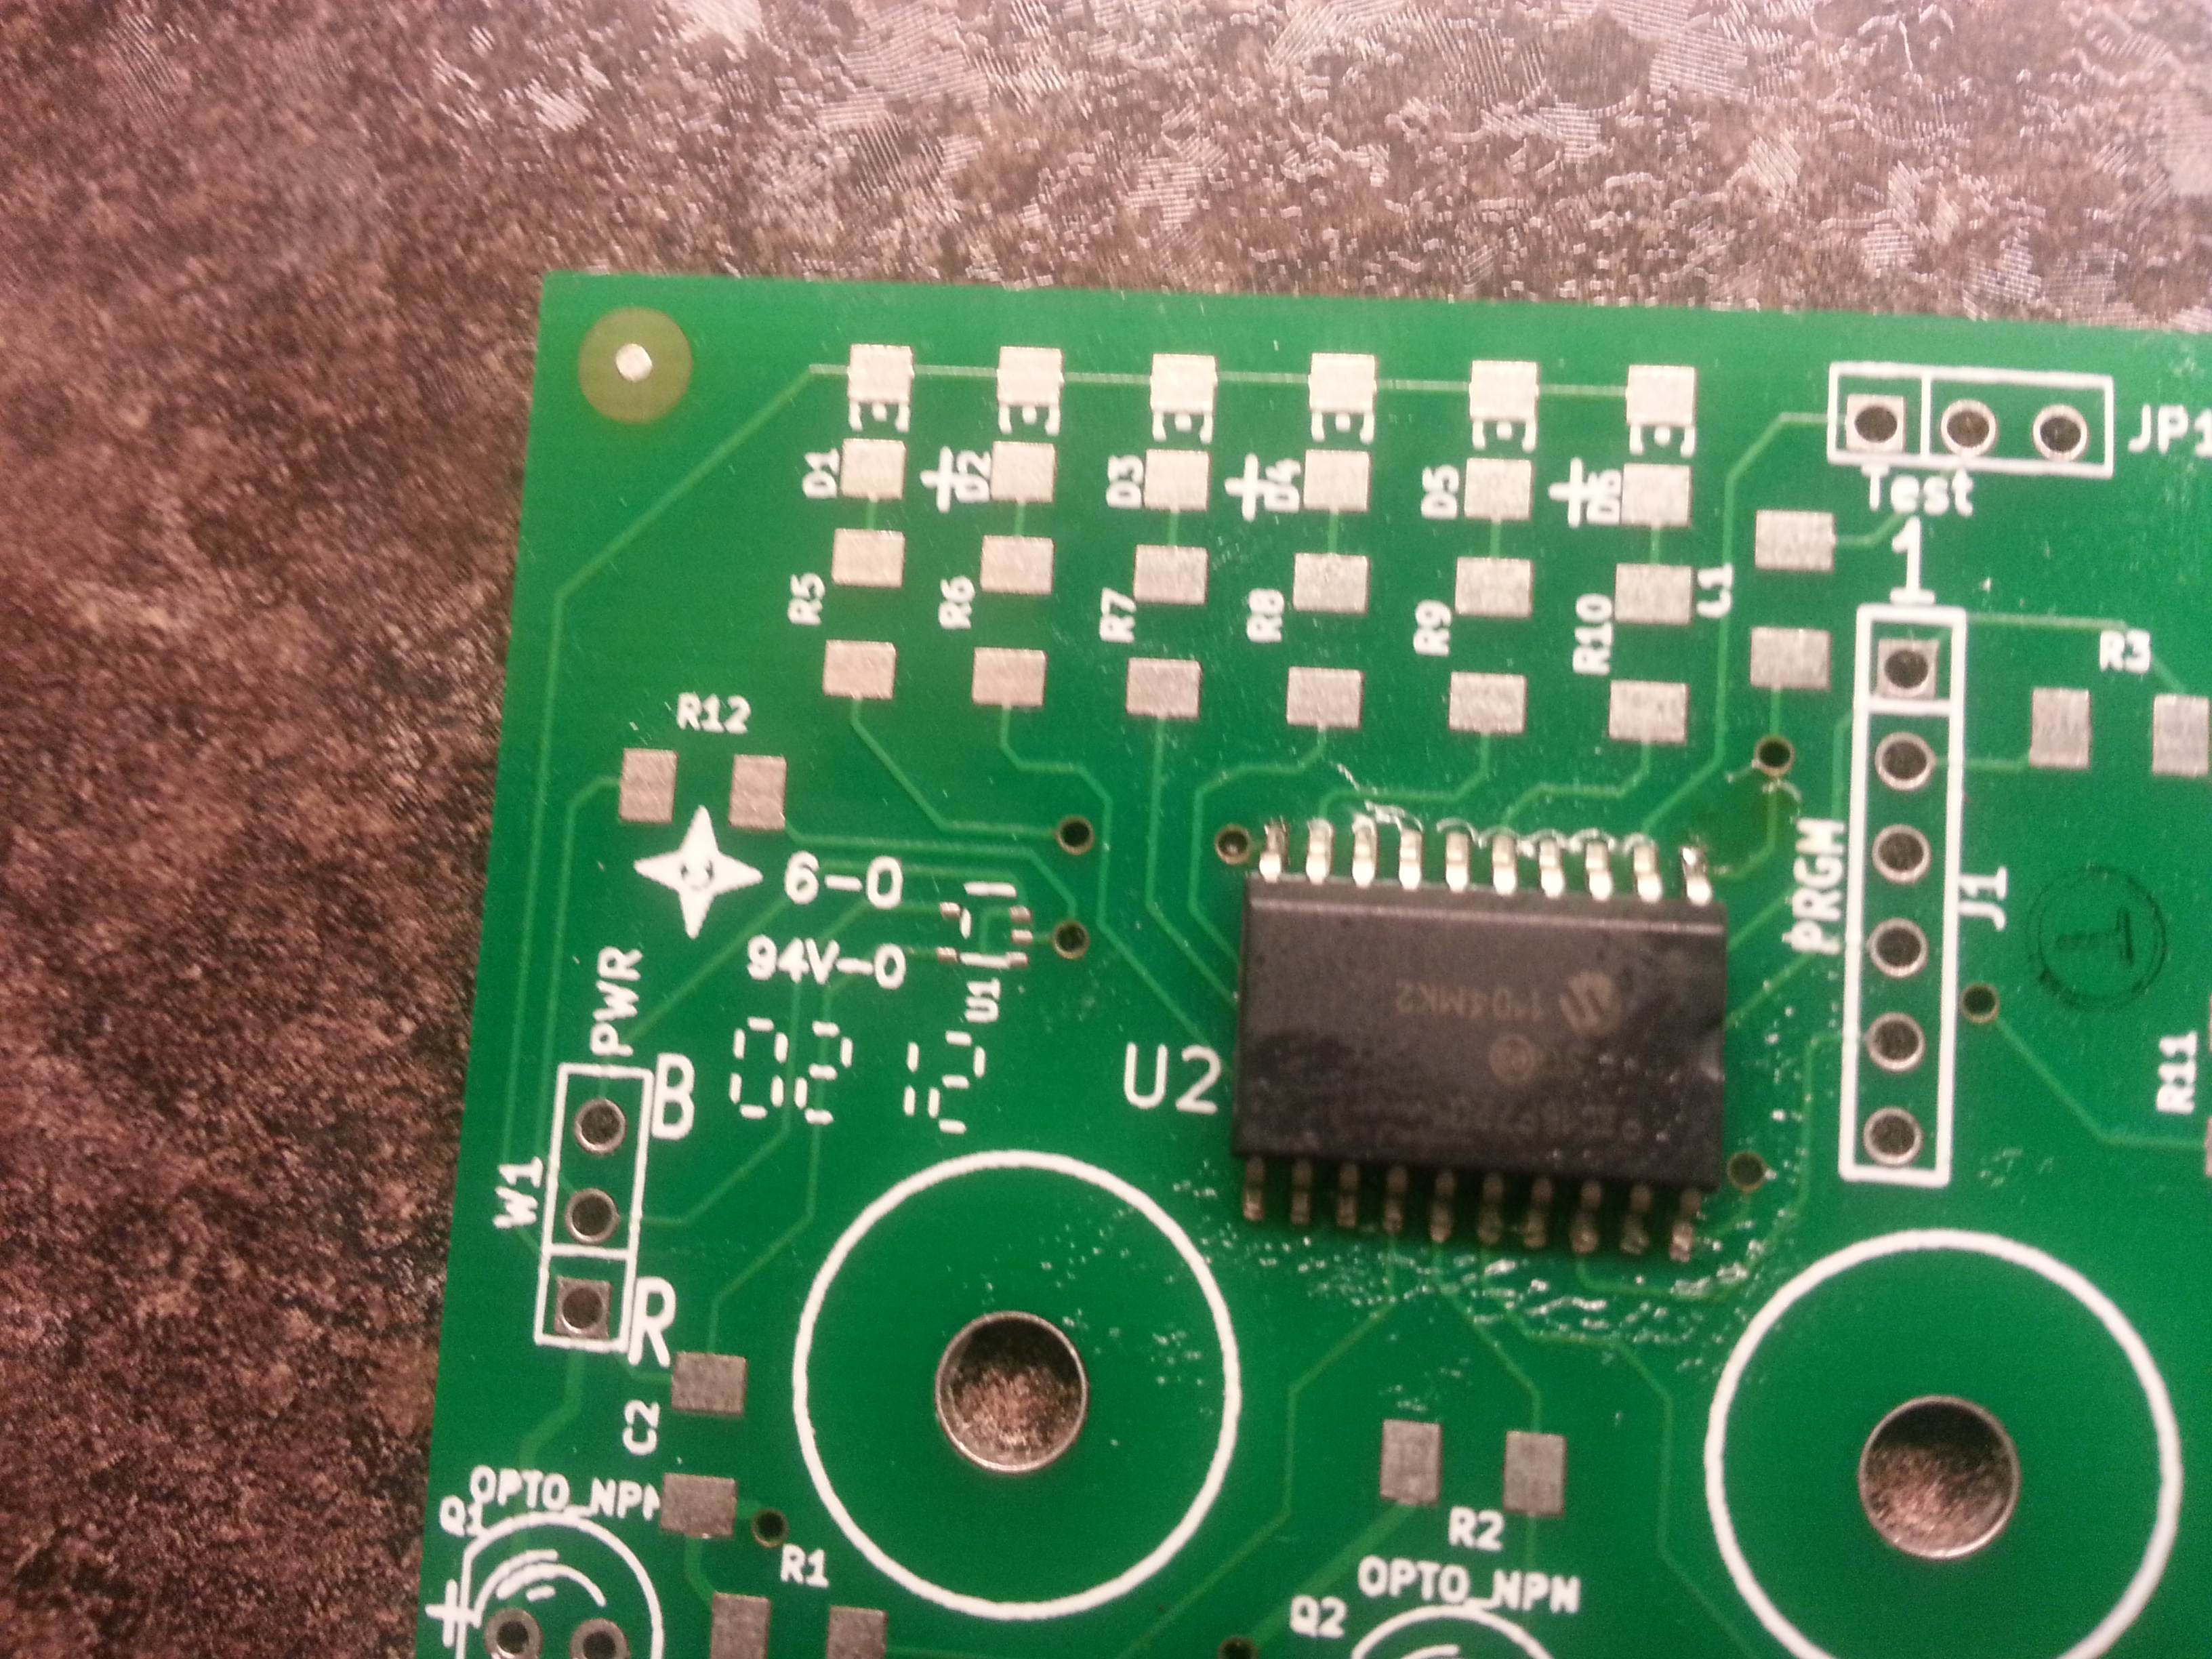 D1
D2
D3
D4
D5
D6
JP1
Test
1
R5
R6
R7
R8
R9
R10
L1
R3
R12
6-0
94V-0
U1
PRGM
J1
T
PWR
B
W1
R
U2
R11
C2
OPTO_NPN
Q1
R1
R2
OPTO_NPN
Q2